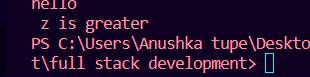 hello
 z is greater
PS C:\Users\Anushka tupe\Deskto
t\full stack development>